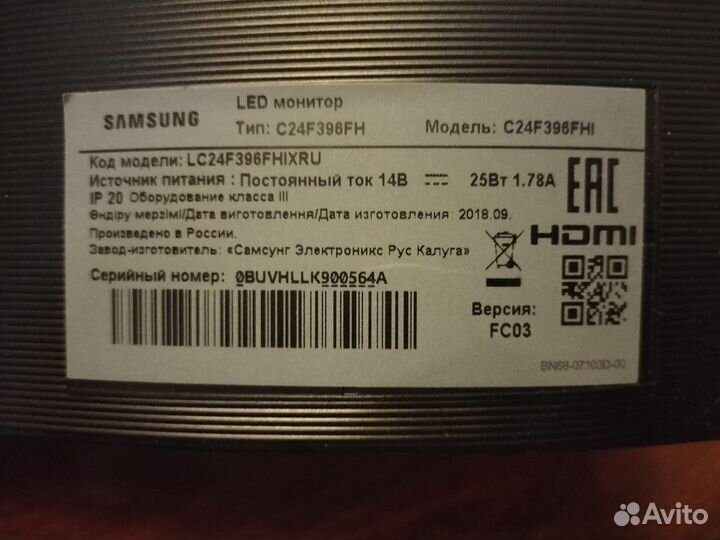 SAMSUNG
LED монитор
Тип: C24F396FH
Модель: C24F396FHI
Код модели: LC24F396FHIXRU
Источник питания : Постоянный ток 14В 25Вт 1.78A
IP 20 Оборудование класса III
Өндіру мерзімі/Дата виготовлення/Дата изготовления: 2018.09.
Произведено в России.
Завод-изготовитель: «Самсунг Электроникс Рус Калуга»
Серийный номер: 0BUVHLLK900564A
EAC
HDMI
Версия:
FC03
BN68-07103D-00
Avito